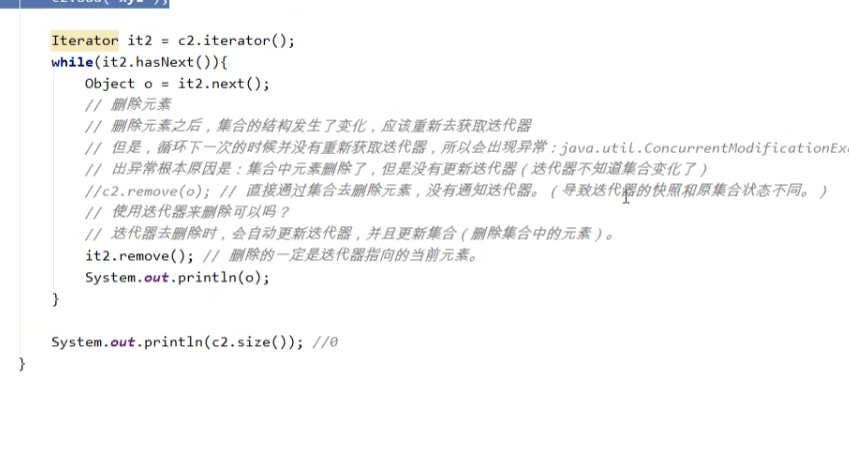 Iterator it2 = c2.iterator();
while(it2.hasNext()){
Object o = it2.next();
// 删除元素
// 删除元素之后，集合的结构发生了变化，应该重新去获取迭代器
// 但是，循环下一次的时候并没有重新获取迭代器，所以会出现异常：java.util.ConcurrentModificationExc
// 出异常根本原因是：集合中元素删除了，但是没有更新迭代器（迭代器不知道集合变化了）
//c2.remove(o); // 直接通过集合去删除元素，没有通知迭代器。（导致迭代器的快照和原集合状态不同。）
// 使用迭代器来删除可以吗？
// 迭代器去删除时，会自动更新迭代器，并且更新集合（删除集合中的元素）。
it2.remove(); // 删除的一定是迭代器指向的当前元素。
System.out.println(o);
}
System.out.println(c2.size()); //0
}